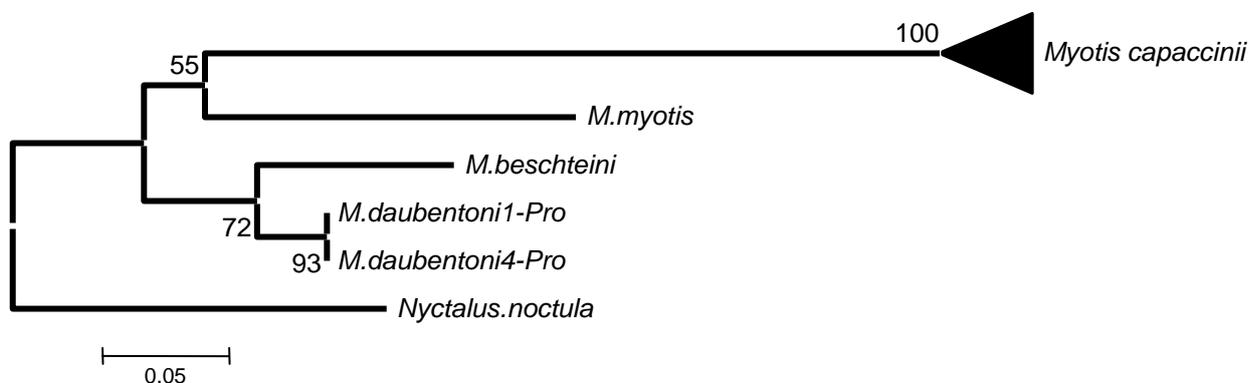 100
Myotis capaccinii
55
M.myotis
M.beschteini
M.daubentoni1-Pro
72
M.daubentoni4-Pro
93
Nyctalus.noctula
0.05